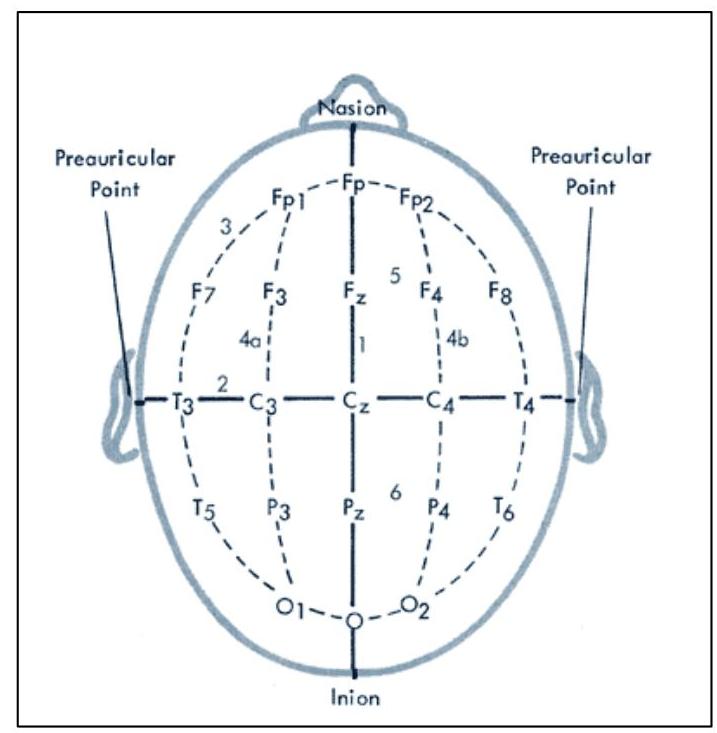 Nasion
Preauricular
Point
Preauricular
Point
Fp1
Fp
Fp2
3
F7
F3
Fz
5
F4
F8
4a
1
4b
2
T3
C3
Cz
C4
T4
T5
P3
Pz
6
P4
T6
O1
O
O2
Inion